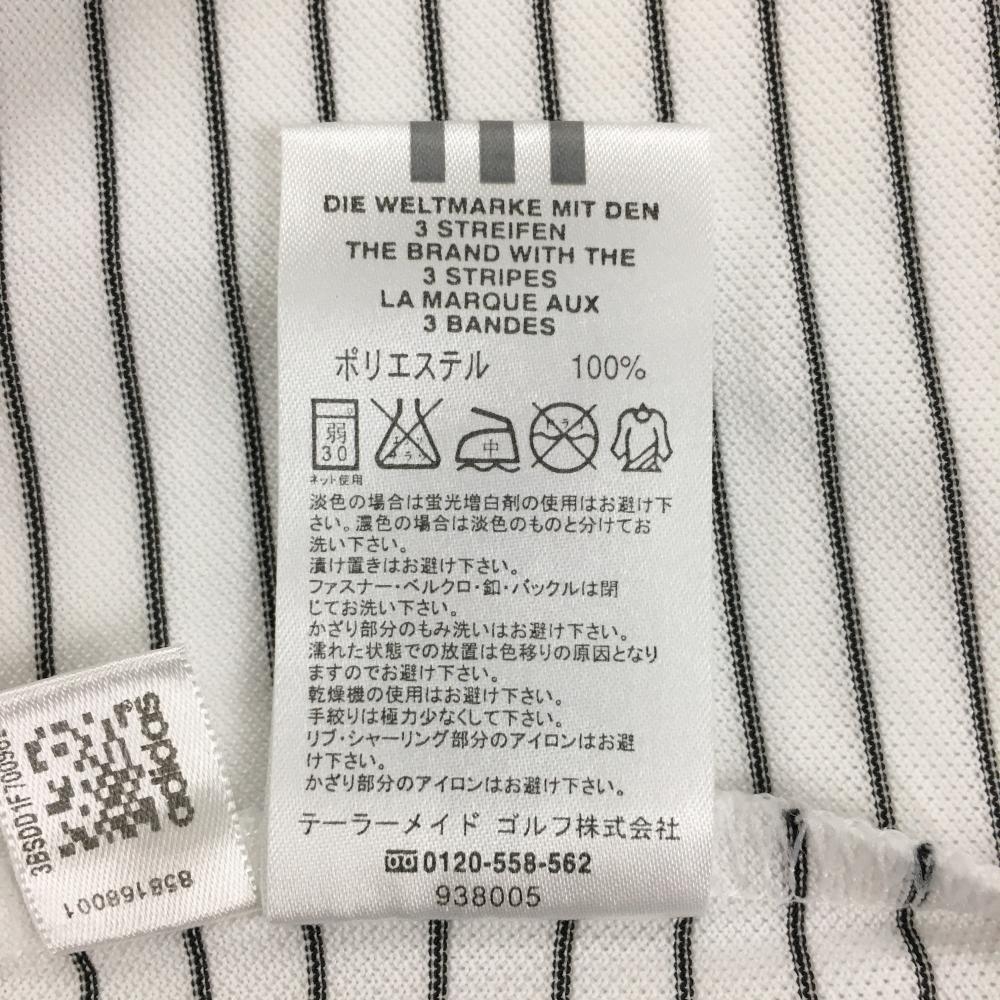 DIE WELTMARKE MIT DEN
3 STREIFEN
THE BRAND WITH THE
3 STRIPES
LA MARQUE AUX
3 BANDES
ポリエステル 100%
弱
30
中
ネット使用
淡色の場合は蛍光増白剤の使用はお避け下
さい。濃色の場合は淡色のものと分けてお
洗い下さい。
漬け置きはお避け下さい。
ファスナー・ベルクロ・釦・バックルは閉
じてお洗い下さい。
かざり部分のもみ洗いはお避け下さい。
濡れた状態での放置は色移りの原因となり
ますのでお避け下さい。
乾燥機の使用はお避け下さい。
手絞りは極力少なくして下さい。
リブ・シャーリング部分のアイロンはお避
け下さい。
かざり部分のアイロンはお避け下さい。
テーラーメイド ゴルフ株式会社
0120-558-562
938005
adidas
858168001